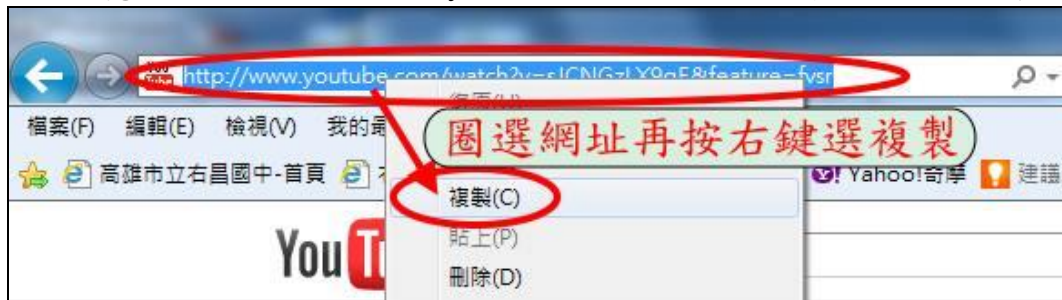 http://www.youtube.com/watch?v=sJCNGzLX9qE&feature=fvsr
檔案(F) 編輯(E) 檢視(V) 我的最
圈選網址再按右鍵選複製
高雄市立右昌國中-首頁
Yahoo!奇摩 建議
複製(C)
You
貼上(P)
刪除(D)